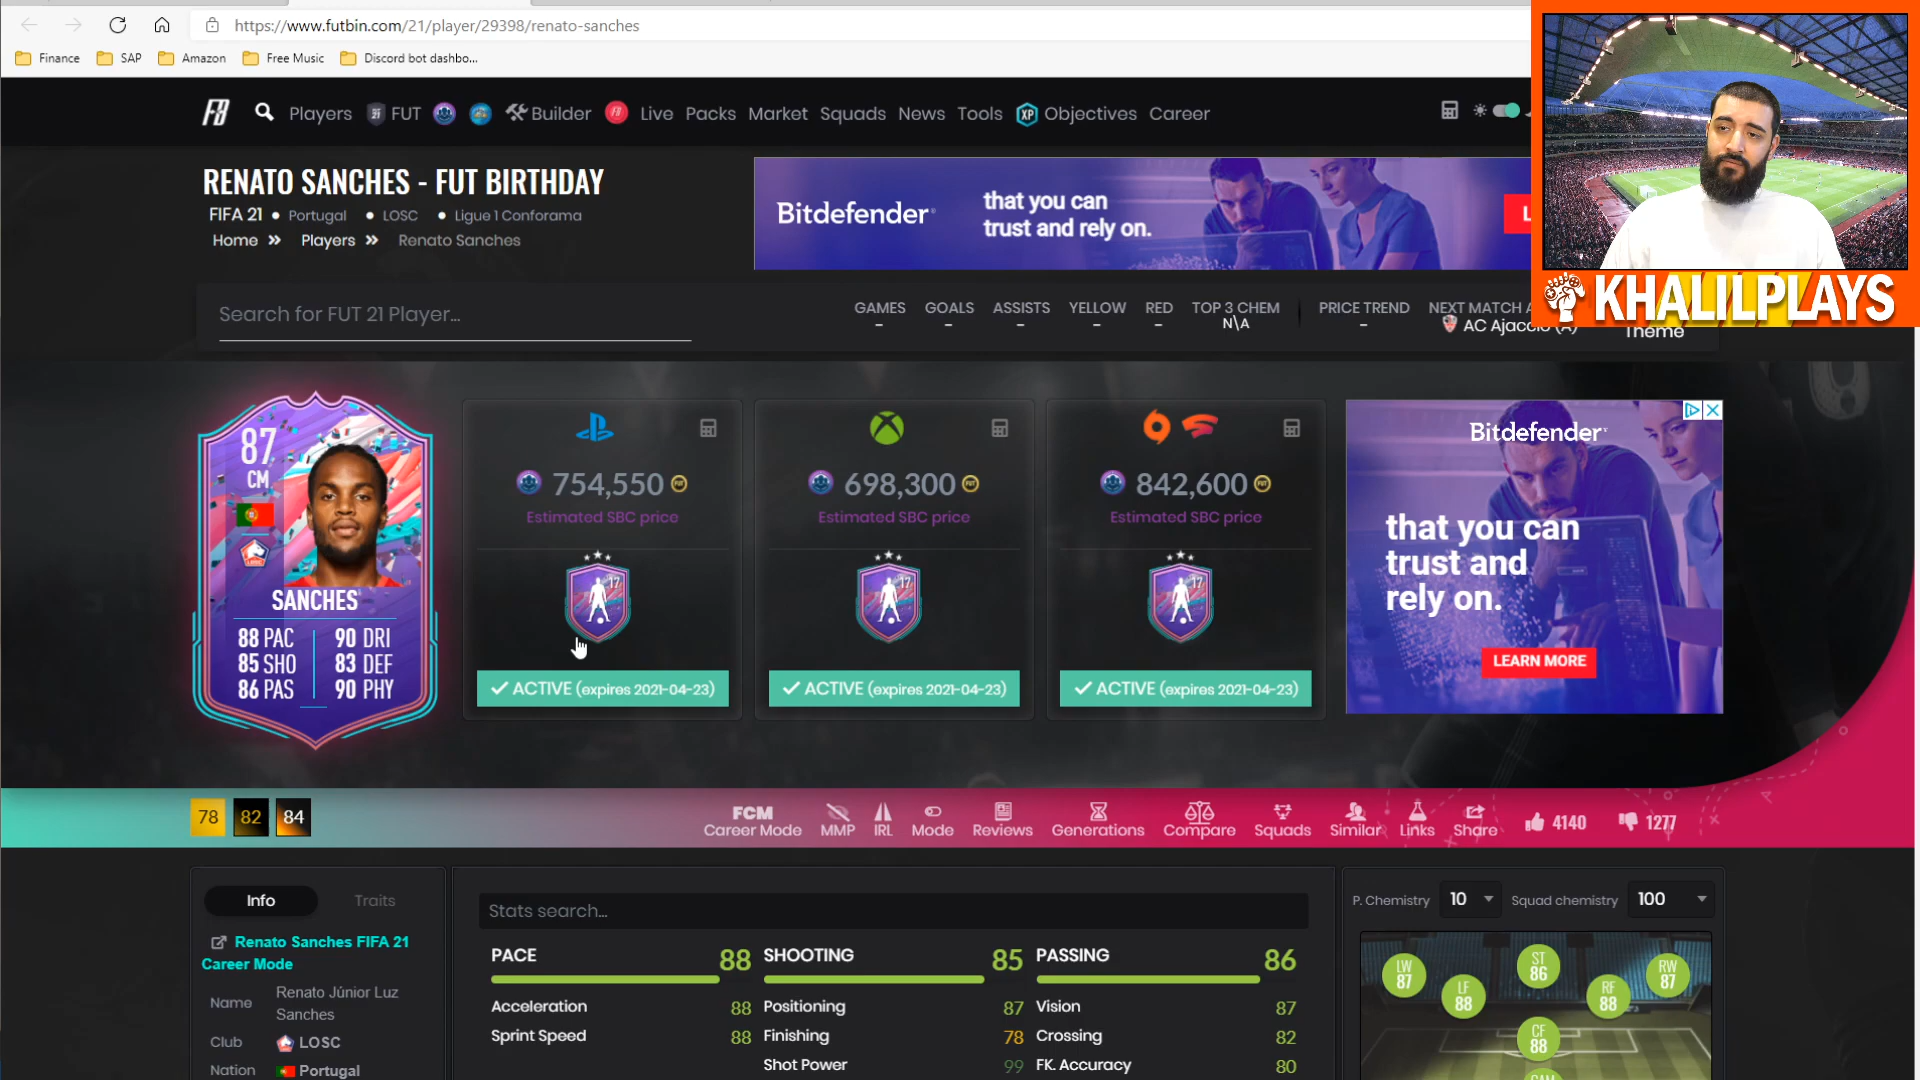 https://www.futbin.com/21/player/29398/renato-sanches
Finance SAP Amazon Free Music Discord bot dashbo...
Players FUT Builder Live Packs Market Squads News Tools XP Objectives Career
RENATO SANCHES - FUT BIRTHDAY
FIFA 21 • Portugal • LOSC • Ligue 1 Conforama
Home » Players » Renato Sanches
Bitdefender
that you can
trust and rely on.
L
KHALILPLAYS
Search for FUT 21 Player...
GAMES GOALS ASSISTS YELLOW RED TOP 3 CHEM PRICE TREND NEXT MATCH
- - - - - N\A - AC Ajaccio (A)
Theme
87
CM
SANCHES
88 PAC 90 DRI
85 SHO 83 DEF
86 PAS 90 PHY
754,550
Estimated SBC price
17
ACTIVE (expires 2021-04-23)
698,300
Estimated SBC price
17
ACTIVE (expires 2021-04-23)
842,600
Estimated SBC price
17
ACTIVE (expires 2021-04-23)
Bitdefender
that you can
trust and
rely on.
LEARN MORE
78 82 84
FCM
Career Mode MMP IRL Mode Reviews Generations Compare Squads Similar Links Share 4140 1277
Info Traits
Renato Sanches FIFA 21
Career Mode
Name Renato Júnior Luz
Sanches
Club LOSC
Nation Portugal
Stats search...
PACE 88
Acceleration 88
Sprint Speed 88
SHOOTING 85
Positioning 87
Finishing 78
Shot Power 99
PASSING 86
Vision 87
Crossing 82
FK. Accuracy 80
P. Chemistry 10 Squad chemistry 100
LW
87
ST
86
RW
87
LF
88
RF
88
CF
88